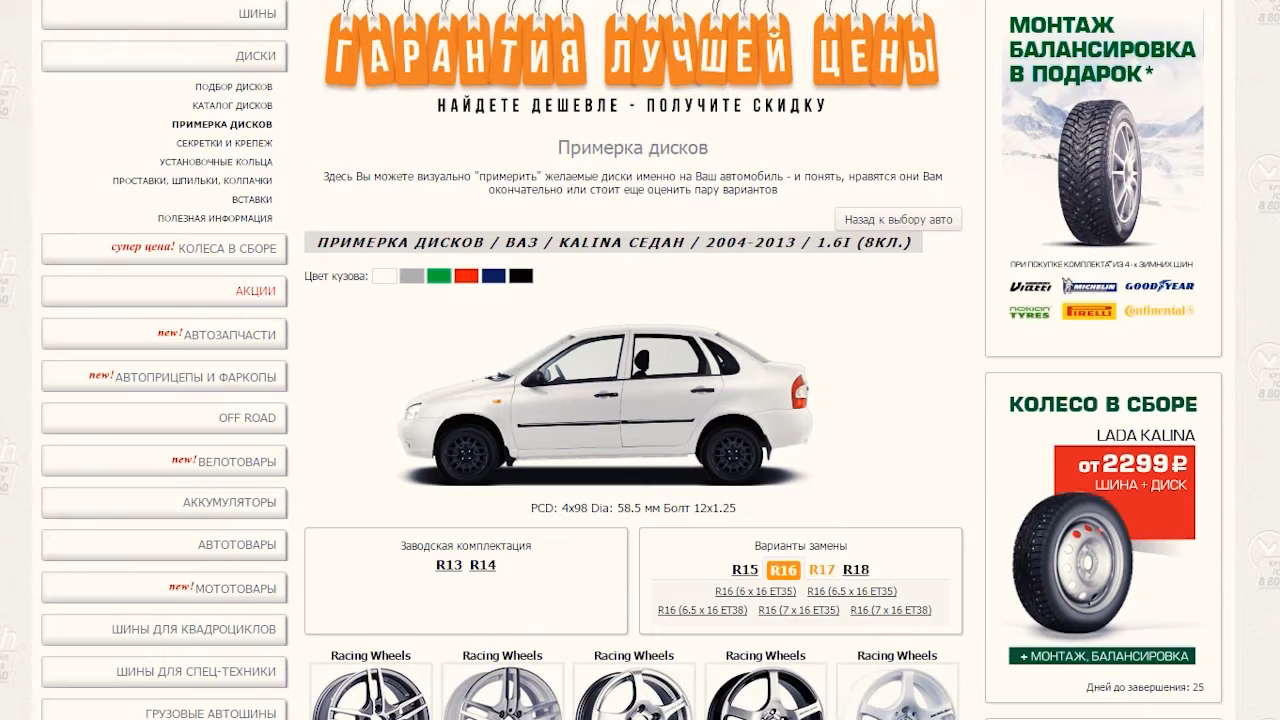 ШИНЫ
ДИСКИ
ПОДБОР ДИСКОВ
КАТАЛОГ ДИСКОВ
ПРИМЕРКА ДИСКОВ
СЕКРЕТКИ И КРЕПЕЖ
УСТАНОВОЧНЫЕ КОЛЬЦА
ПРОСТАВКИ, ШПИЛЬКИ, КОЛПАЧКИ
ВСТАВКИ
ПОЛЕЗНАЯ ИНФОРМАЦИЯ
супер цена! КОЛЕСА В СБОРЕ
АКЦИИ
new! АВТОЗАПЧАСТИ
new! АВТОПРИЦЕПЫ И ФАРКОПЫ
OFF ROAD
new! ВЕЛОТОВАРЫ
АККУМУЛЯТОРЫ
АВТОТОВАРЫ
new! МОТОТОВАРЫ
ШИНЫ ДЛЯ КВАДРОЦИКЛОВ
ШИНЫ ДЛЯ СПЕЦ-ТЕХНИКИ
ГРУЗОВЫЕ АВТОШИНЫ
ГАРАНТИЯ ЛУЧШЕЙ ЦЕНЫ
НАЙДЕТЕ ДЕШЕВЛЕ - ПОЛУЧИТЕ СКИДКУ
Примерка дисков
Здесь Вы можете визуально "примерить" желаемые диски именно на Ваш автомобиль - и понять, нравятся они Вам
окончательно или стоит еще оценить пару вариантов
Назад к выбору авто
ПРИМЕРКА ДИСКОВ / ВАЗ / KALINA СЕДАН / 2004-2013 / 1.6I (8КЛ.)
Цвет кузова:
PCD: 4x98 Dia: 58.5 мм Болт 12x1.25
Заводская комплектация
R13 R14
Варианты замены
R15 R16 R17 R18
R16 (6 x 16 ET35) R16 (6.5 x 16 ET35)
R16 (6.5 x 16 ET38) R16 (7 x 16 ET35) R16 (7 x 16 ET38)
Racing Wheels Racing Wheels Racing Wheels Racing Wheels Racing Wheels
МОНТАЖ
БАЛАНСИРОВКА
В ПОДАРОК*
ПРИ ПОКУПКЕ КОМПЛЕКТА* ИЗ 4-х ЗИМНИХ ШИН
Viatti MICHELIN GOODYEAR
NOKIAN TYRES PIRELLI Continental
КОЛЕСО В СБОРЕ
LADA KALINA
от 2299 ₽
ШИНА + ДИСК
+ МОНТАЖ, БАЛАНСИРОВКА
Дней до завершения: 25